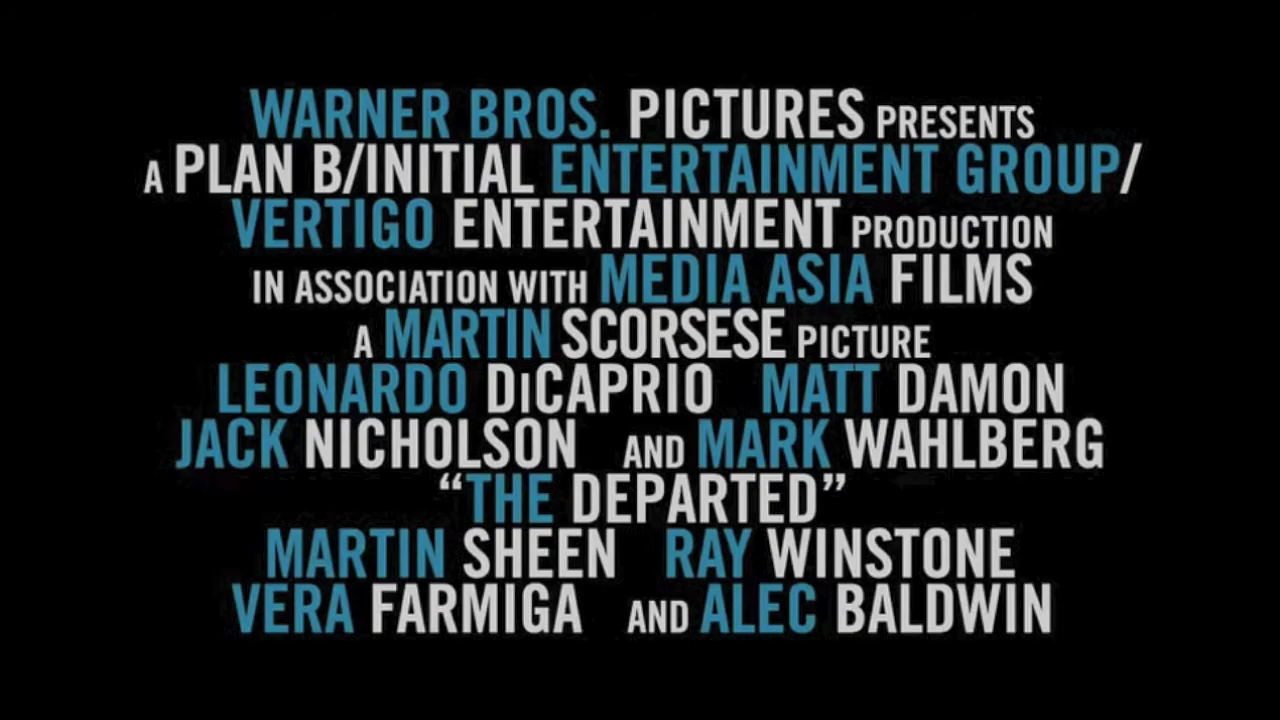 WARNER BROS. PICTURES PRESENTS
A PLAN B/INITIAL ENTERTAINMENT GROUP/
VERTIGO ENTERTAINMENT PRODUCTION
IN ASSOCIATION WITH MEDIA ASIA FILMS
A MARTIN SCORSESE PICTURE
LEONARDO DiCAPRIO MATT DAMON
JACK NICHOLSON AND MARK WAHLBERG
“THE DEPARTED”
MARTIN SHEEN RAY WINSTONE
VERA FARMIGA AND ALEC BALDWIN